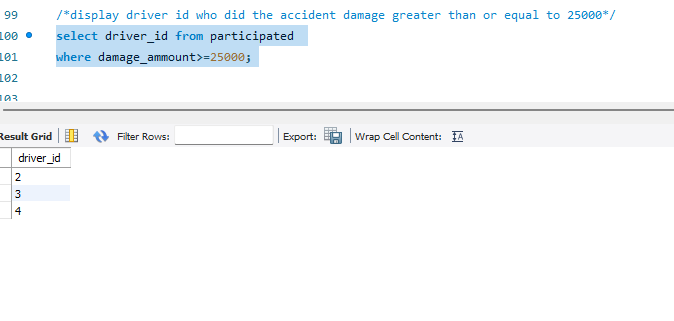 99 /*display driver id who did the accident damage greater than or equal to 25000*/
100 select driver_id from participated
101 where damage_ammount>=25000;
102
103
Result Grid Filter Rows: Export: Wrap Cell Content:
driver_id
2
3
4